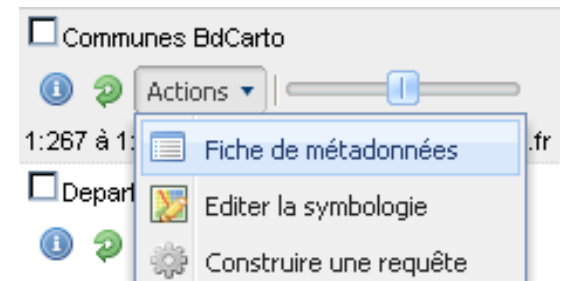 Communes BdCarto
Actions
1:267 à 1: .fr
Fiche de métadonnées
Depart
Editer la symbologie
Construire une requête